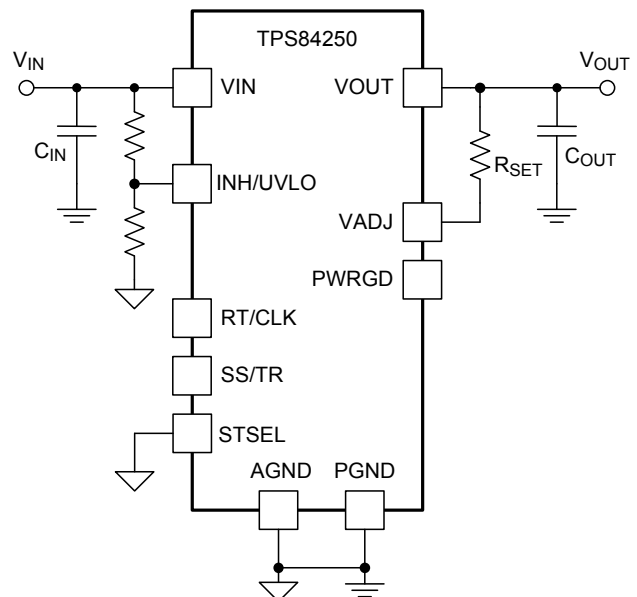 TPS84250
VIN
VIN
VOUT
VOUT
CIN
RSET
COUT
INH/UVLO
VADJ
PWRGD
RT/CLK
SS/TR
STSEL
AGND
PGND